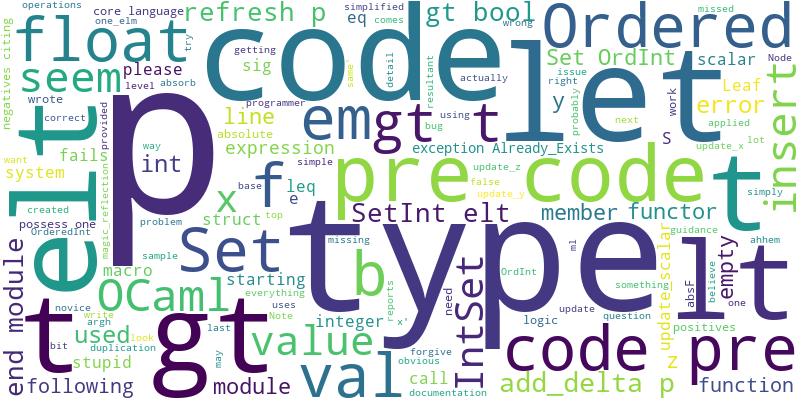 operations
one_elm
core language
refresh p
simplified
eq
comes
gt bool
missed
wrong
Ordered
negatives citing
float
try
code
let
seem
please
level
absorb
getting
sig
same'
detail
actually
issue
right
Set OrdInt
scalar
Node
y
probably
work
Leaf
error
insert
wrote
correct
programmer
provided
em
gt t
elt
p
type
lt
t
line
absolute
resultant
bug
using
next
applied
update_x
lot
S
system
fails
int
expression
exception Already_Exists
want
way
created
possess one
OrderedInt
magic_reflection
f
x
struct
simple
base
leq
e
pre code
update_z
false
update_y
simply
problem
Set
SetInt elt
member
functor
top
missing
sample
macro
starting
b
ml
OrdInt
guidance
ahhem
empty
absF
need
something
believe
one
update scalar
end module
OCaml
everything
uses
Note
integer
x'
reports
IntSet
update
logic
question
positives
novice
argh
write
duplication
look
bit
used
value
last
forgive
obvious
code pre
z
following
stupid
gt
may
module
val
call
documentation
add_delta p
function